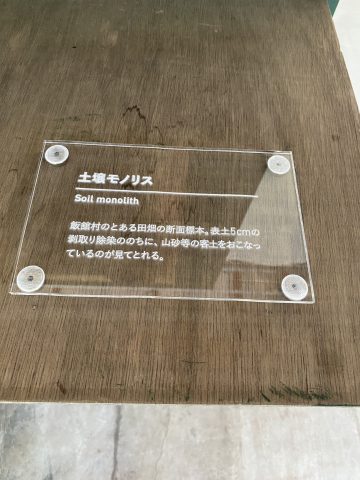 土壌モノリス
Soil monolith
飯舘村のとある田畑の断面標本。表土5cmの
剥取り除染ののちに、山砂等の客土をおこなっ
ているのが見てとれる。